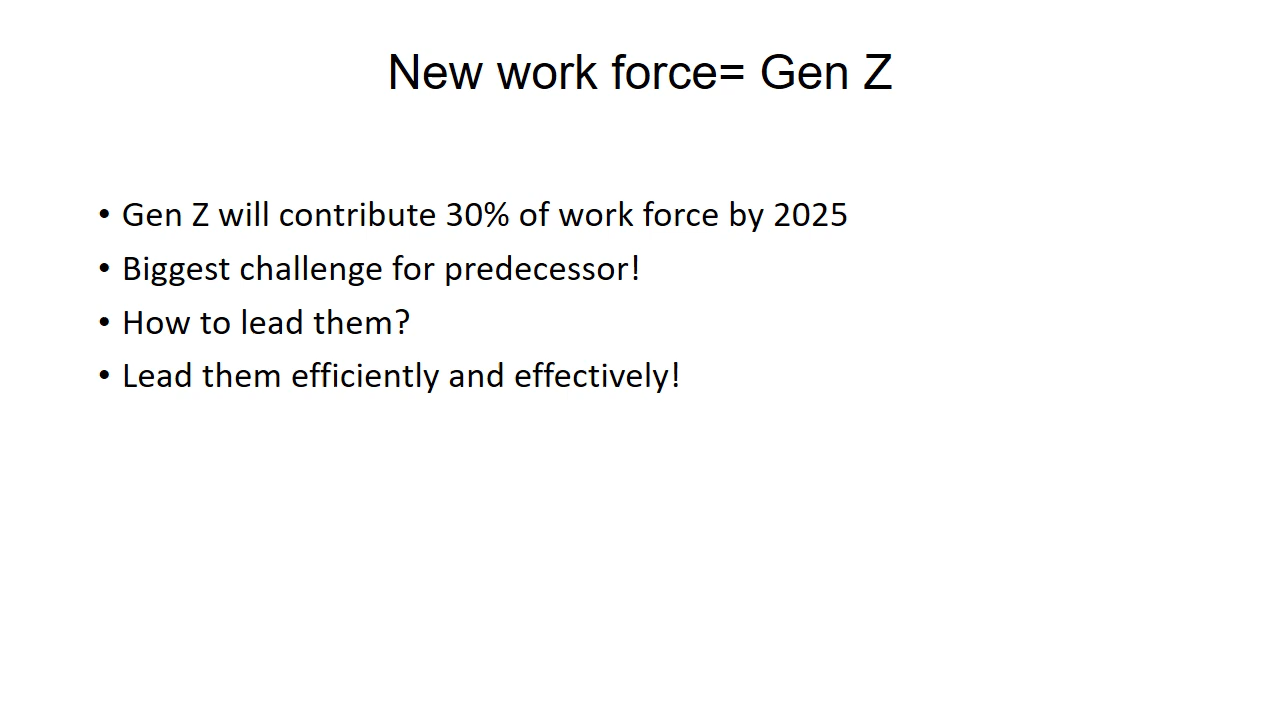 New work force= Gen Z
• Gen Z will contribute 30% of work force by 2025
• Biggest challenge for predecessor!
• How to lead them?
• Lead them efficiently and effectively!